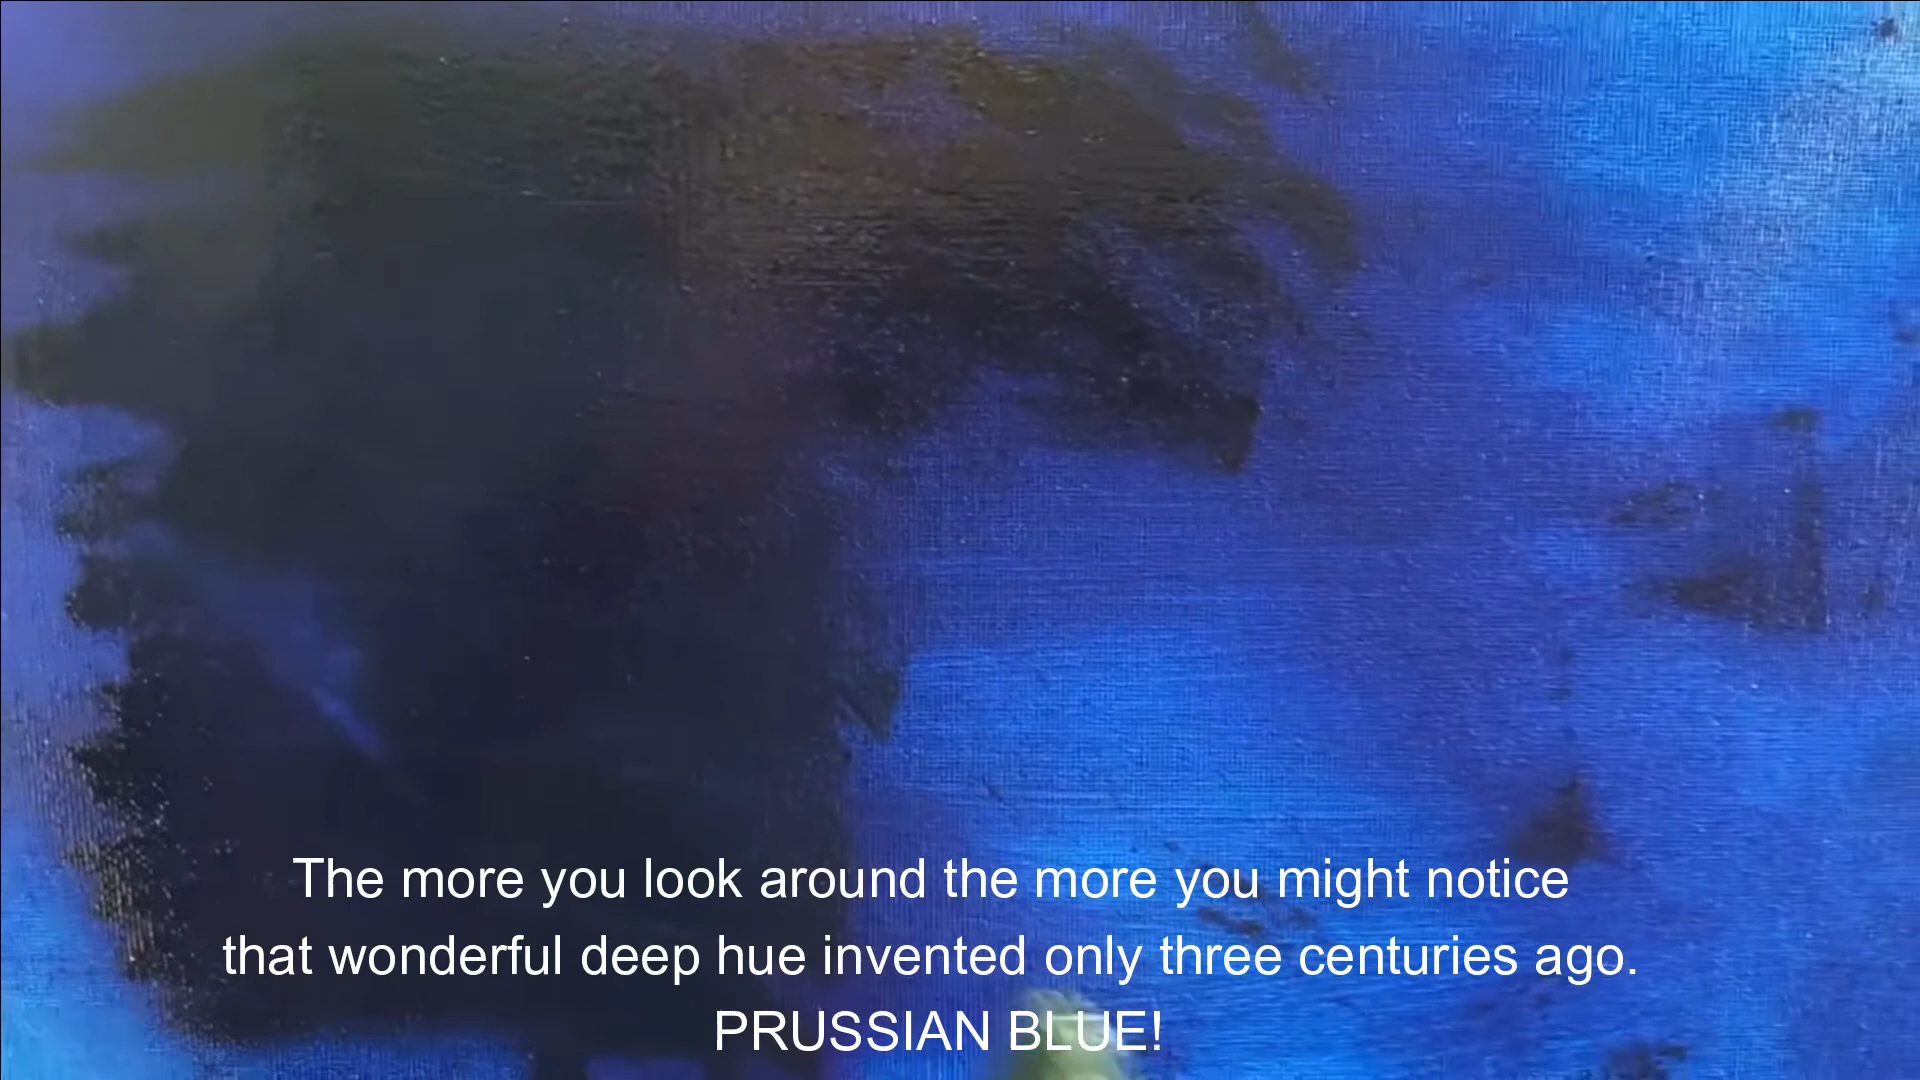 The more you look around the more you might notice
that wonderful deep hue invented only three centuries ago.
PRUSSIAN BLUE!